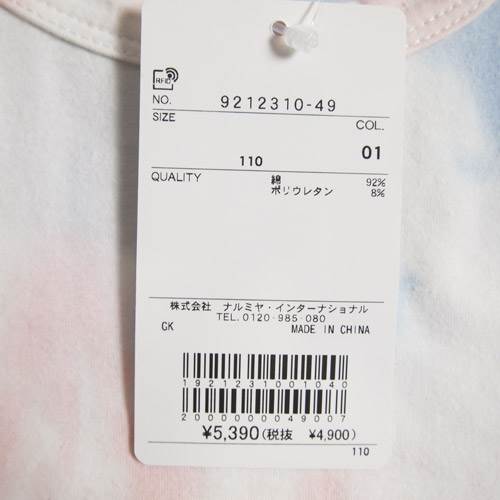 RFID
NO. 9212310-49
SIZE COL.
110 01
QUALITY 綿 92%
ポリウレタン 8%
株式会社 ナルミヤ・インターナショナル
TEL.0120-985-080
GK MADE IN CHINA
1921231001040
2000000049007
¥5,390(税抜 ¥4,900)
110